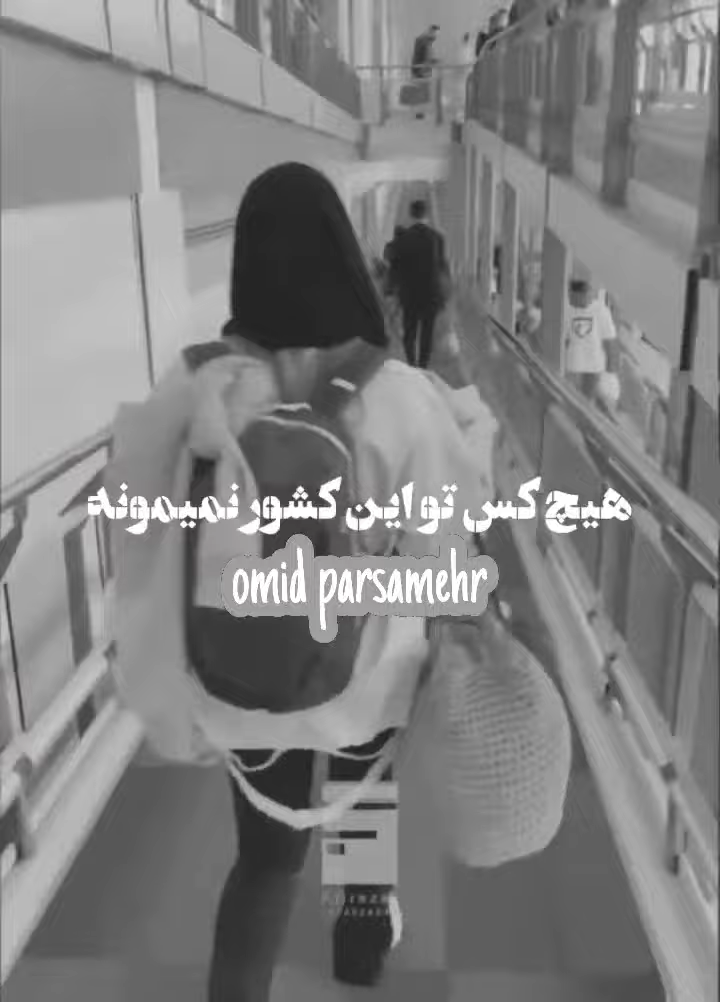 هیچ کس تو این کشور نمیمونه
omid parsamehr